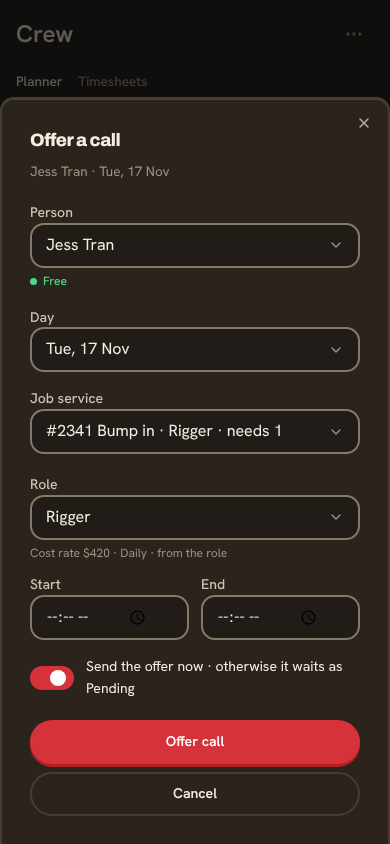 Crew
Planner Timesheets
Offer a call
Jess Tran · Tue, 17 Nov
Person
Jess Tran
Free
Day
Tue, 17 Nov
Job service
#2341 Bump in · Rigger · needs 1
Role
Rigger
Cost rate $420 · Daily · from the role
Start End
--:-- -- --:-- --
Send the offer now · otherwise it waits as
Pending
Offer call
Cancel